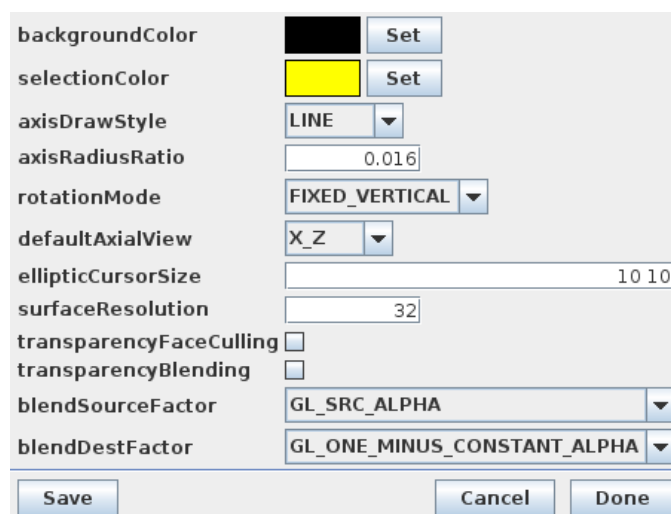 backgroundColor Set
selectionColor Set
axisDrawStyle LINE
axisRadiusRatio 0.016
rotationMode FIXED_VERTICAL
defaultAxialView X_Z
ellipticCursorSize 10 10
surfaceResolution 32
transparencyFaceCulling
transparencyBlending
blendSourceFactor GL_SRC_ALPHA
blendDestFactor GL_ONE_MINUS_CONSTANT_ALPHA
Save Cancel Done